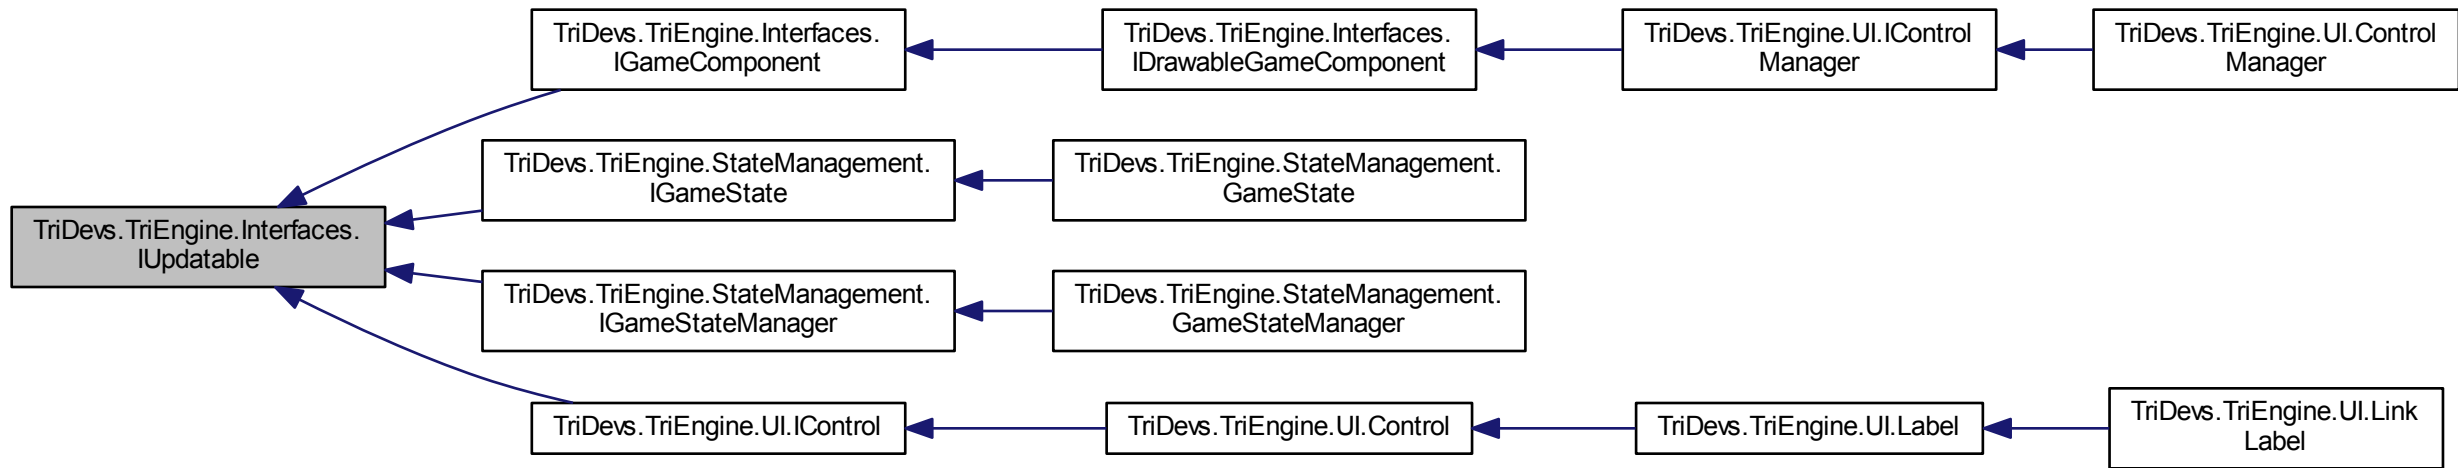 TriDevs.TriEngine.Interfaces.
IUpdatable
TriDevs.TriEngine.Interfaces.
IGameComponent
TriDevs.TriEngine.Interfaces.
IDrawableGameComponent
TriDevs.TriEngine.UI.IControl
Manager
TriDevs.TriEngine.UI.Control
Manager
TriDevs.TriEngine.StateManagement.
IGameState
TriDevs.TriEngine.StateManagement.
GameState
TriDevs.TriEngine.StateManagement.
IGameStateManager
TriDevs.TriEngine.StateManagement.
GameStateManager
TriDevs.TriEngine.UI.IControl
TriDevs.TriEngine.UI.Control
TriDevs.TriEngine.UI.Label
TriDevs.TriEngine.UI.Link
Label